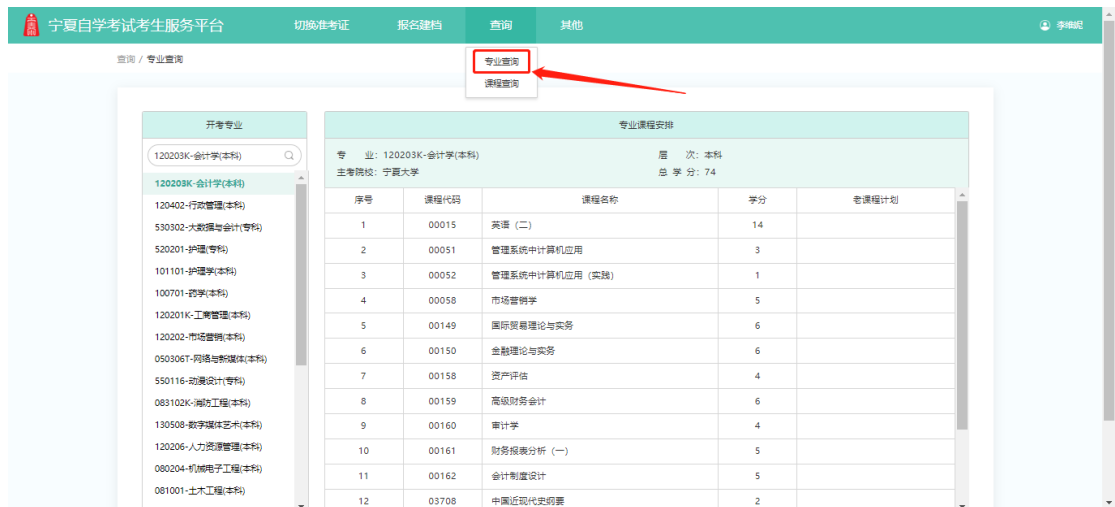 宁夏自学考试考生服务平台 切换准考证 报名建档 查询 其他 李维昵
查询 / 专业查询
专业查询
课程查询
开考专业
120203K-会计学(本科)
120203K-会计学(本科)
120402-行政管理(本科)
530302-大数据与会计(专科)
520201-护理(专科)
101101-护理学(本科)
100701-药学(本科)
120201K-工商管理(本科)
120202-市场营销(本科)
050306T-网络与新媒体(本科)
550116-动漫设计(专科)
083102K-消防工程(本科)
130508-数字媒体艺术(本科)
120206-人力资源管理(本科)
080204-机械电子工程(本科)
081001-土木工程(本科)
专业课程安排
专 业: 120203K-会计学(本科) 层 次: 本科
主考院校: 宁夏大学 总 学 分: 74
序号 课程代码 课程名称 学分 老课程计划
1 00015 英语（二） 14
2 00051 管理系统中计算机应用 3
3 00052 管理系统中计算机应用（实践） 1
4 00058 市场营销学 5
5 00149 国际贸易理论与实务 6
6 00150 金融理论与实务 6
7 00158 资产评估 4
8 00159 高级财务会计 6
9 00160 审计学 4
10 00161 财务报表分析（一） 5
11 00162 会计制度设计 5
12 03708 中国近现代史纲要 2